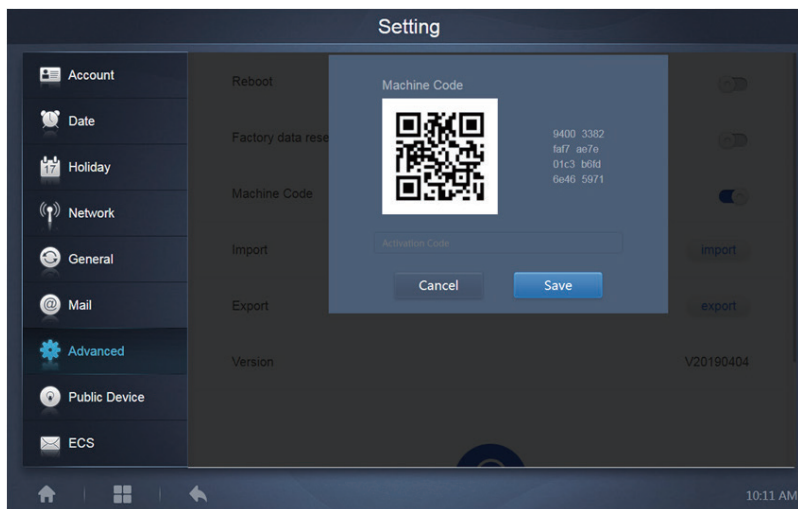 Setting
Account
Date
Holiday
17
Network
General
Mail
Advanced
Public Device
ECS
Reboot
Factory data rese
Machine Code
Import
import
Export
export
Version
V20190404
Machine Code
9400 3382
faf7 ae7e
01c3 b6fd
6e46 5971
Activation Code
Cancel
Save
10:11 AM